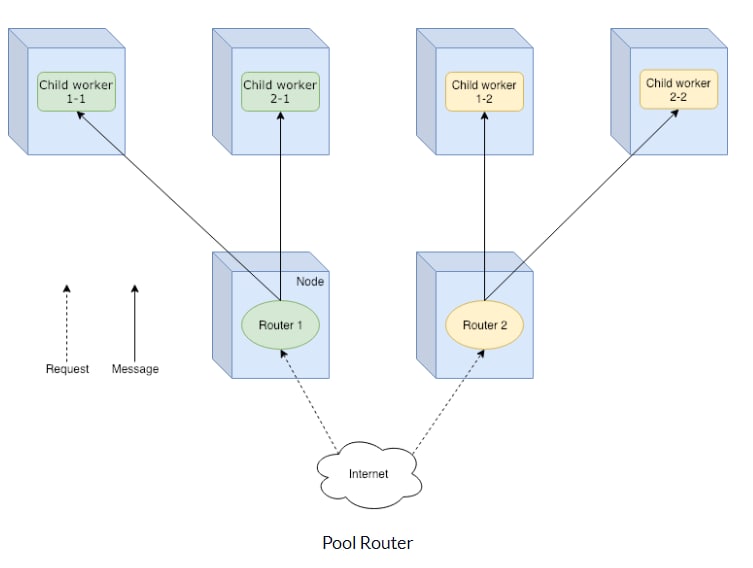 Child worker
1-1
Child worker
2-1
Child worker
1-2
Child worker
2-2
Node
Router 1
Router 2
Request
Message
Internet
Pool Router